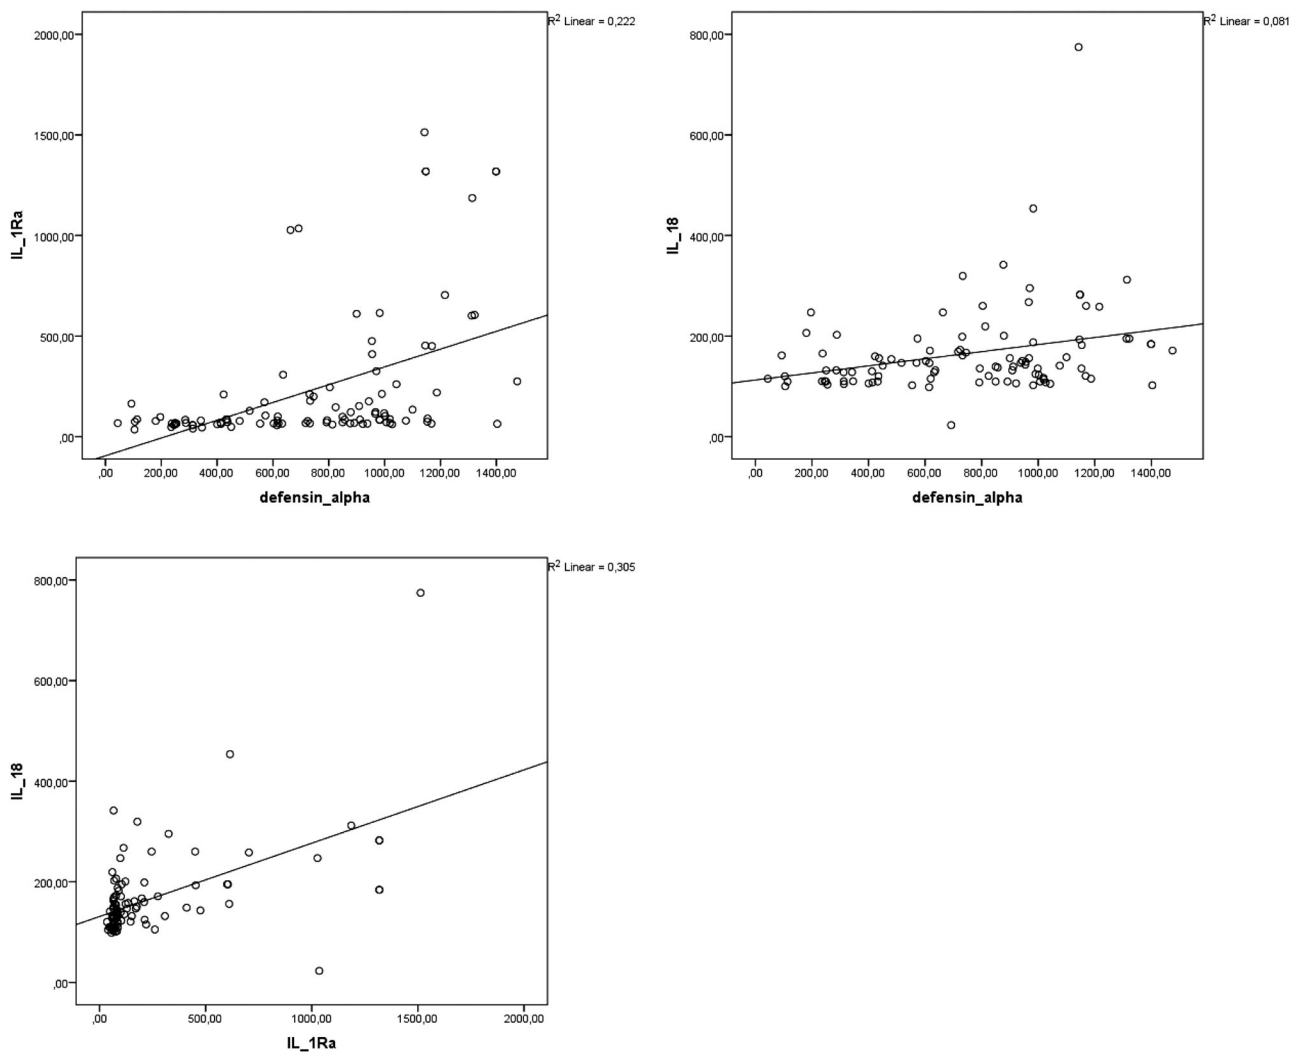 R2 Linear = 0,222
2000,00
1500,00
1000,00
500,00
,00
IL_1Ra
,00 200,00 400,00 600,00 800,00 1000,00 1200,00 1400,00
defensin_alpha
R2 Linear = 0,081
800,00
600,00
400,00
200,00
,00
IL_18
,00 200,00 400,00 600,00 800,00 1000,00 1200,00 1400,00
defensin_alpha
R2 Linear = 0,305
800,00
600,00
400,00
200,00
,00
IL_18
,00 500,00 1000,00 1500,00 2000,00
IL_1Ra